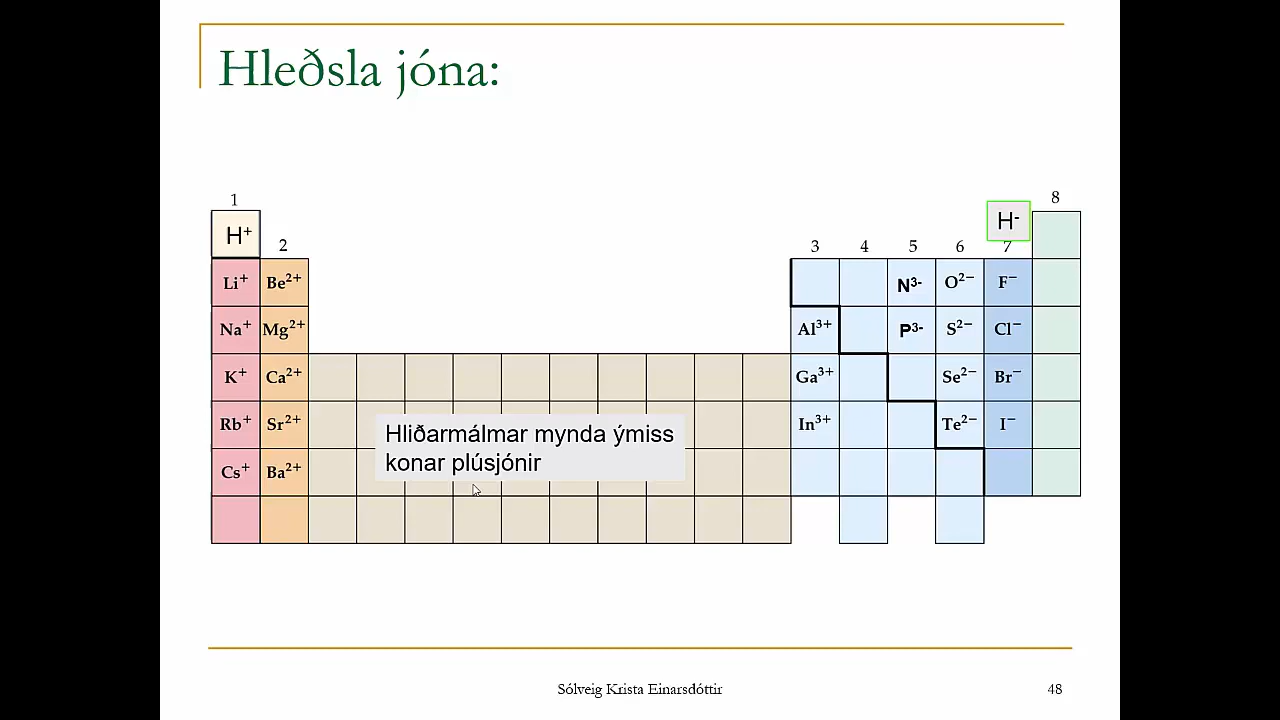 Hleðsla jóna:
1 8
H⁺ H⁻
2 3 4 5 6 7
Li⁺ Be²⁺ N³⁻ O²⁻ F⁻
Na⁺ Mg²⁺ Al³⁺ P³⁻ S²⁻ Cl⁻
K⁺ Ca²⁺ Ga³⁺ Se²⁻ Br⁻
Rb⁺ Sr²⁺ In³⁺ Te²⁻ I⁻
Hliðarmálmar mynda ýmiss
konar plúsjónir
Cs⁺ Ba²⁺
Sólveig Krista Einarsdóttir 48